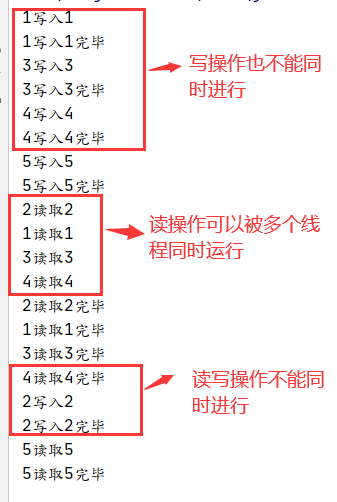 1写入1
1写入1完毕
3写入3
3写入3完毕
4写入4
4写入4完毕
5写入5
5写入5完毕
2读取2
1读取1
3读取3
4读取4
2读取2完毕
1读取1完毕
3读取3完毕
4读取4完毕
2写入2
2写入2完毕
5读取5
5读取5完毕
写操作也不能同
时进行
读操作可以被多个线
程同时运行
读写操作不能同
时进行